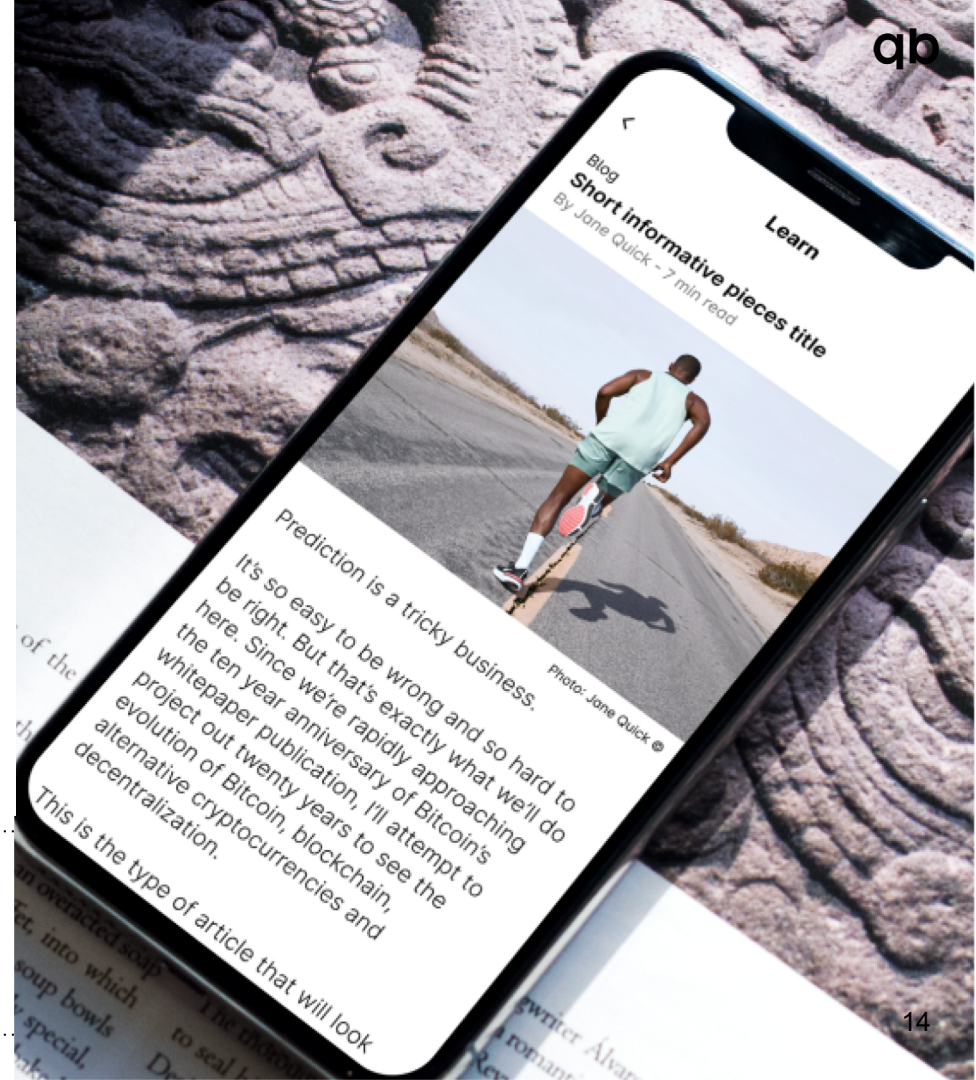 qb
Learn
Blog
Short informative pieces title
By Jane Quick - 7 min read
Photo: Jane Quick ©
Prediction is a tricky business.
It's so easy to be wrong and so hard to
be right. But that's exactly what we'll do
here. Since we're rapidly approaching
the ten year anniversary of Bitcoin's
whitepaper publication, I'll attempt to
project out twenty years to see the
evolution of Bitcoin, blockchain,
alternative cryptocurrencies and
decentralization.
This is the type of article that will look
of the
an overacted soap
into which
soup bowls
special,
The
to seal
Álvar
14